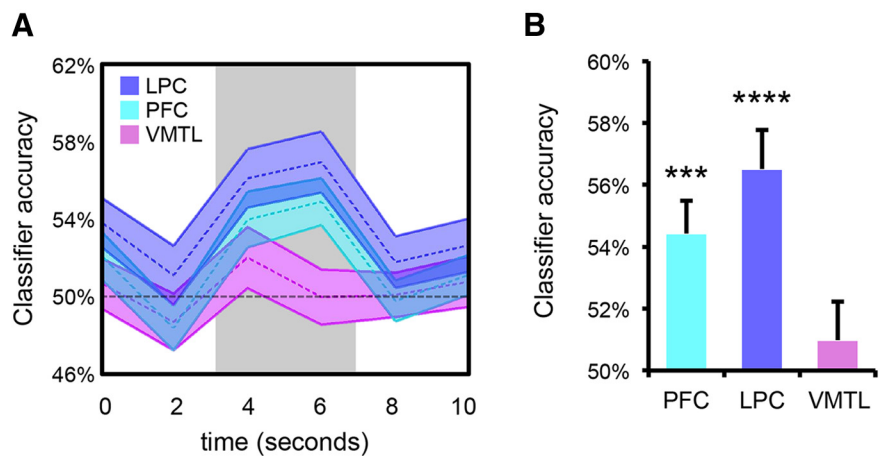 A
B
Classifier accuracy
62%
58%
54%
50%
46%
LPC
PFC
VMTL
0
2
4
6
8
10
time (seconds)
Classifier accuracy
60%
58%
56%
54%
52%
50%
***
****
PFC
LPC
VMTL